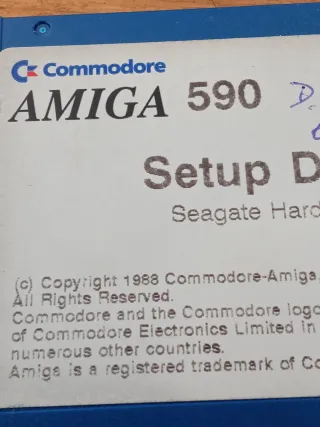 Commodore
AMIGA 590 D.
Setup D
Seagate Hard
(c) Copyright 1988 Commodore-Amiga,
All Rights Reserved.
Commodore and the Commodore logo
of Commodore Electronics Limited in
numerous other countries.
Amiga is a registered trademark of Co